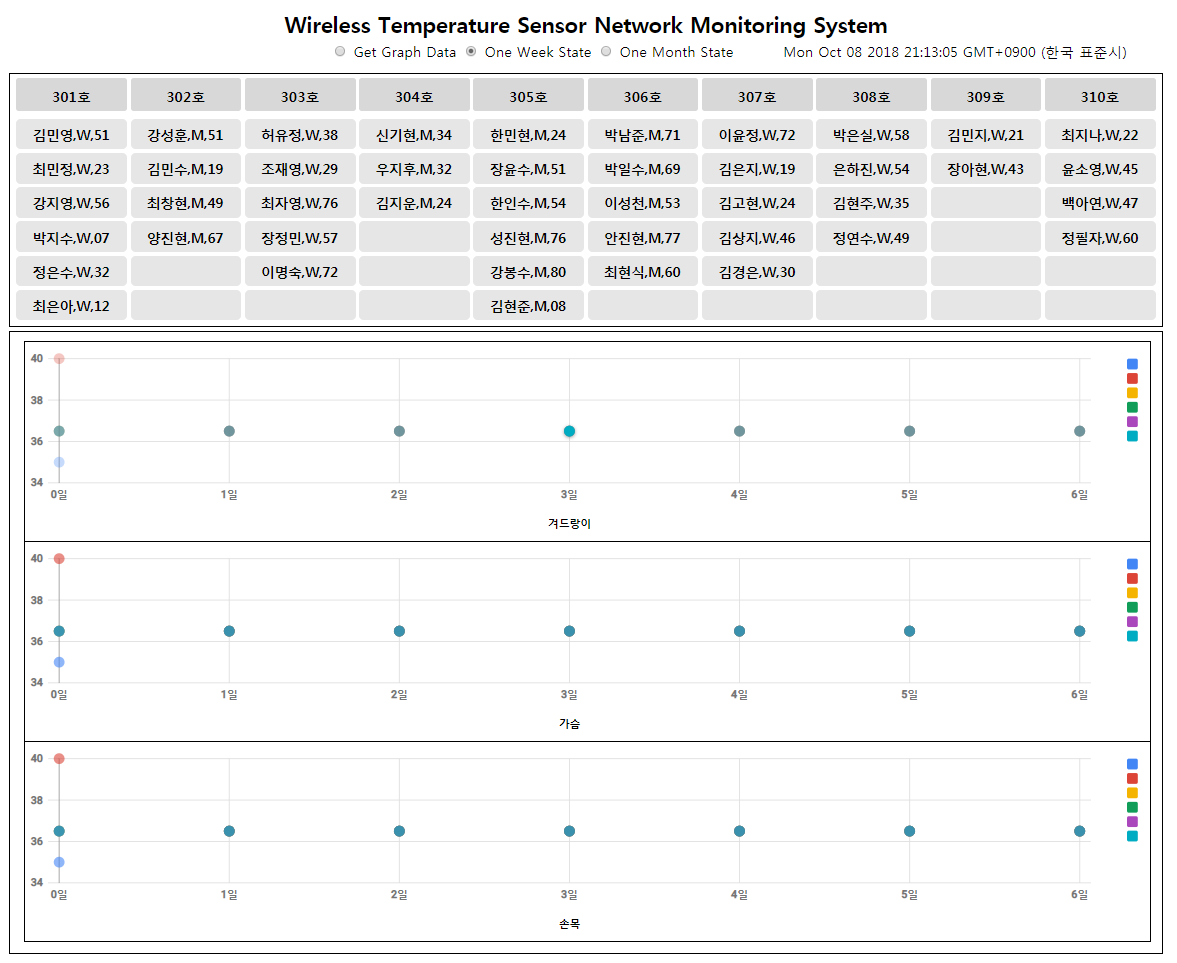 Wireless Temperature Sensor Network Monitoring System
Get Graph Data One Week State One Month State Mon Oct 08 2018 21:13:05 GMT+0900 (한국 표준시)
301호 302호 303호 304호 305호 306호 307호 308호 309호 310호
김민영,W,51 강성훈,M,51 허유정,W,38 신기현,M,34 한민현,M,24 박남준,M,71 이윤정,W,72 박은실,W,58 김민지,W,21 최지나,W,22
최민정,W,23 김민수,M,19 조재영,W,29 우지후,M,32 장윤수,M,51 박일수,M,69 김은지,W,19 은하진,W,54 장아현,W,43 윤소영,W,45
강지영,W,56 최창현,M,49 최자영,W,76 김지운,M,24 한인수,M,54 이성천,M,53 김고현,W,24 김현주,W,35 백아연,W,47
박지수,W,07 양진현,M,67 장정민,W,57 성진현,M,76 안진현,M,77 김상지,W,46 정연수,W,49 정필자,W,60
정은수,W,32 이명숙,W,72 강봉수,M,80 최현식,M,60 김경은,W,30
최은아,W,12 김현준,M,08
40
38
36
34
0일 1일 2일 3일 4일 5일 6일
겨드랑이
40
38
36
34
0일 1일 2일 3일 4일 5일 6일
가슴
40
38
36
34
0일 1일 2일 3일 4일 5일 6일
손목